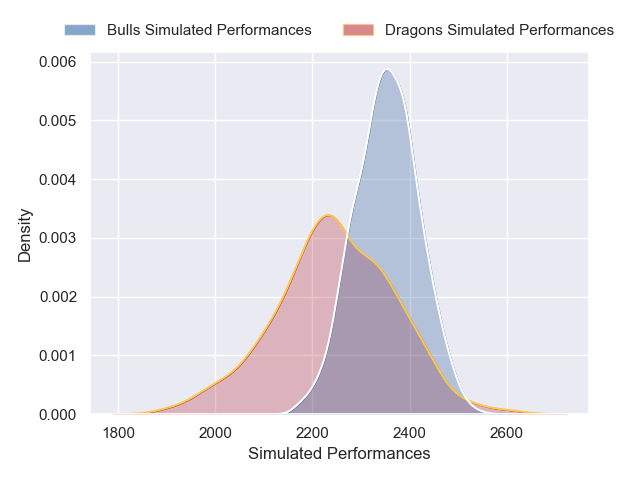 Bulls Simulated Performances Dragons Simulated Performances
0.006
0.005
0.004
0.003
0.002
0.001
0.000
Density
1800 2000 2200 2400 2600
Simulated Performances